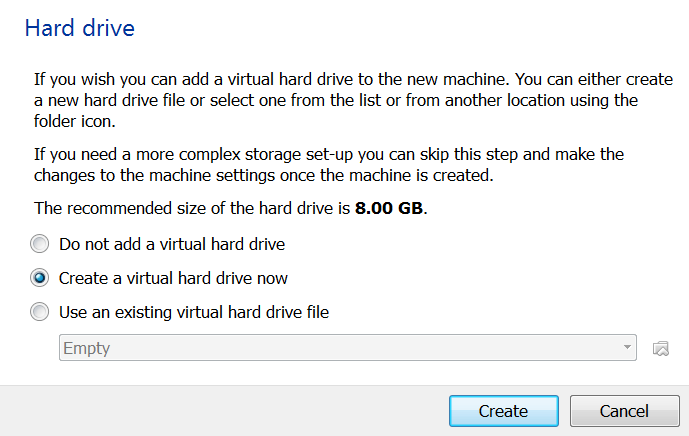 Hard drive
If you wish you can add a virtual hard drive to the new machine. You can either create
a new hard drive file or select one from the list or from another location using the
folder icon.
If you need a more complex storage set-up you can skip this step and make the
changes to the machine settings once the machine is created.
The recommended size of the hard drive is 8.00 GB.
Do not add a virtual hard drive
Create a virtual hard drive now
Use an existing virtual hard drive file
Empty
Create Cancel